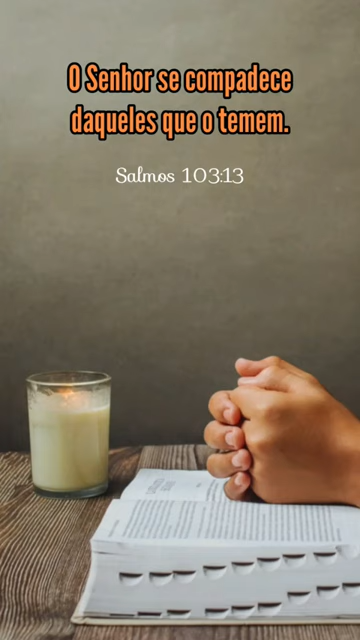 O Senhor se compadece
daqueles que o temem.
Salmos 103:13